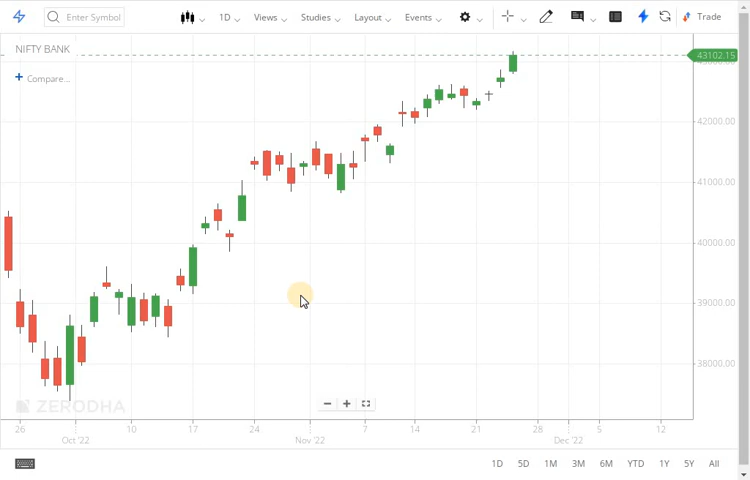 Enter Symbol 1D Views Studies Layout Events Trade
NIFTY BANK
Compare...
43102.15
43000.00
42000.00
41000.00
40000.00
39000.00
38000.00
ZERODHA
26 10 17 24 7 14 21 28 5 12
Oct '22 Nov '22 Dec '22
1D 5D 1M 3M 6M YTD 1Y 5Y All